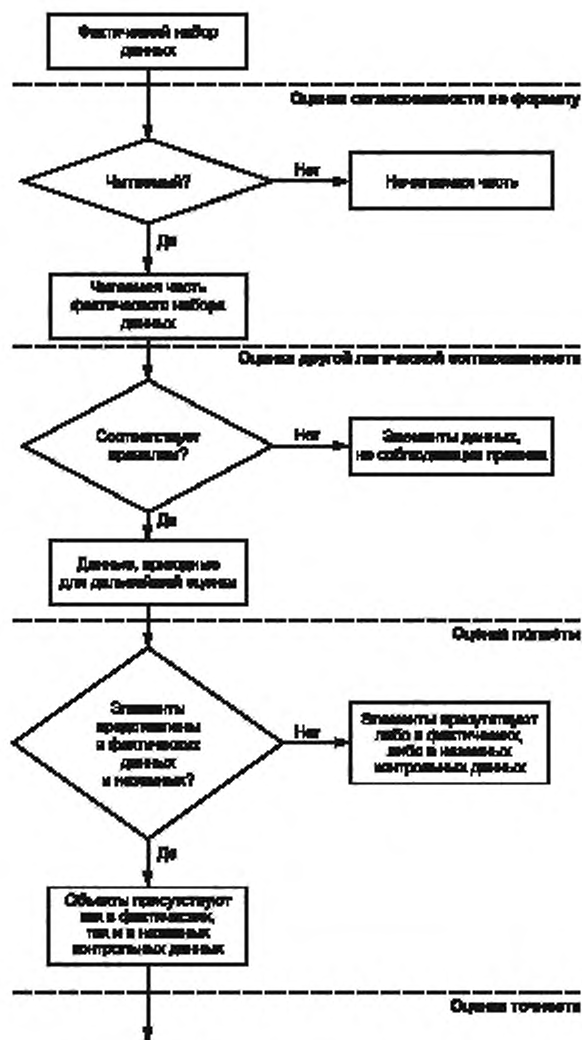 Фактический набор
данных
Оценка согласованности по формату
Читаемый?
Нет
Нечитаемая часть
Да
Читаемая часть
фактического набора
данных
Оценка другой логической согласованности
Соответствует
правилам?
Нет
Элементы данных,
не соблюдающие правила
Да
Данные, пригодные
для дальнейшей оценки
Оценка полноты
Элементы
представлены
в фактических
данных
и названных?
Нет
Элементы присутствуют
либо в фактических,
либо в названных
контрольных данных
Да
Объекты присутствуют
как в фактических,
так и в названных
контрольных данных
Оценка точности